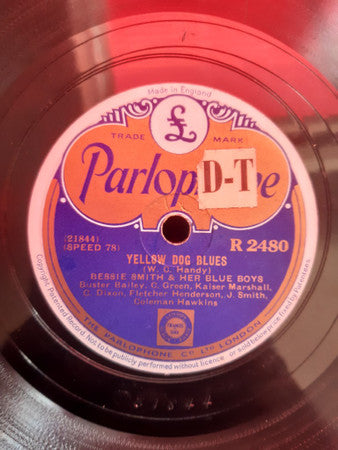 Made in England
£
TRADE MARK
Parlophone
D-T
(21844)
(SPEED 78)
R 2480
YELLOW DOG BLUES
(W. C. Handy)
BESSIE SMITH & HER BLUE BOYS
Buster Bailey, C. Green, Kaiser Marshall,
C. Dixon, Fletcher Henderson, J. Smith,
Coleman Hawkins
THE PARLOPHONE CO LTD LONDON
Copyright, Patented Record. Not to be publicly performed without licence, or sold below price fixed by Patentees.